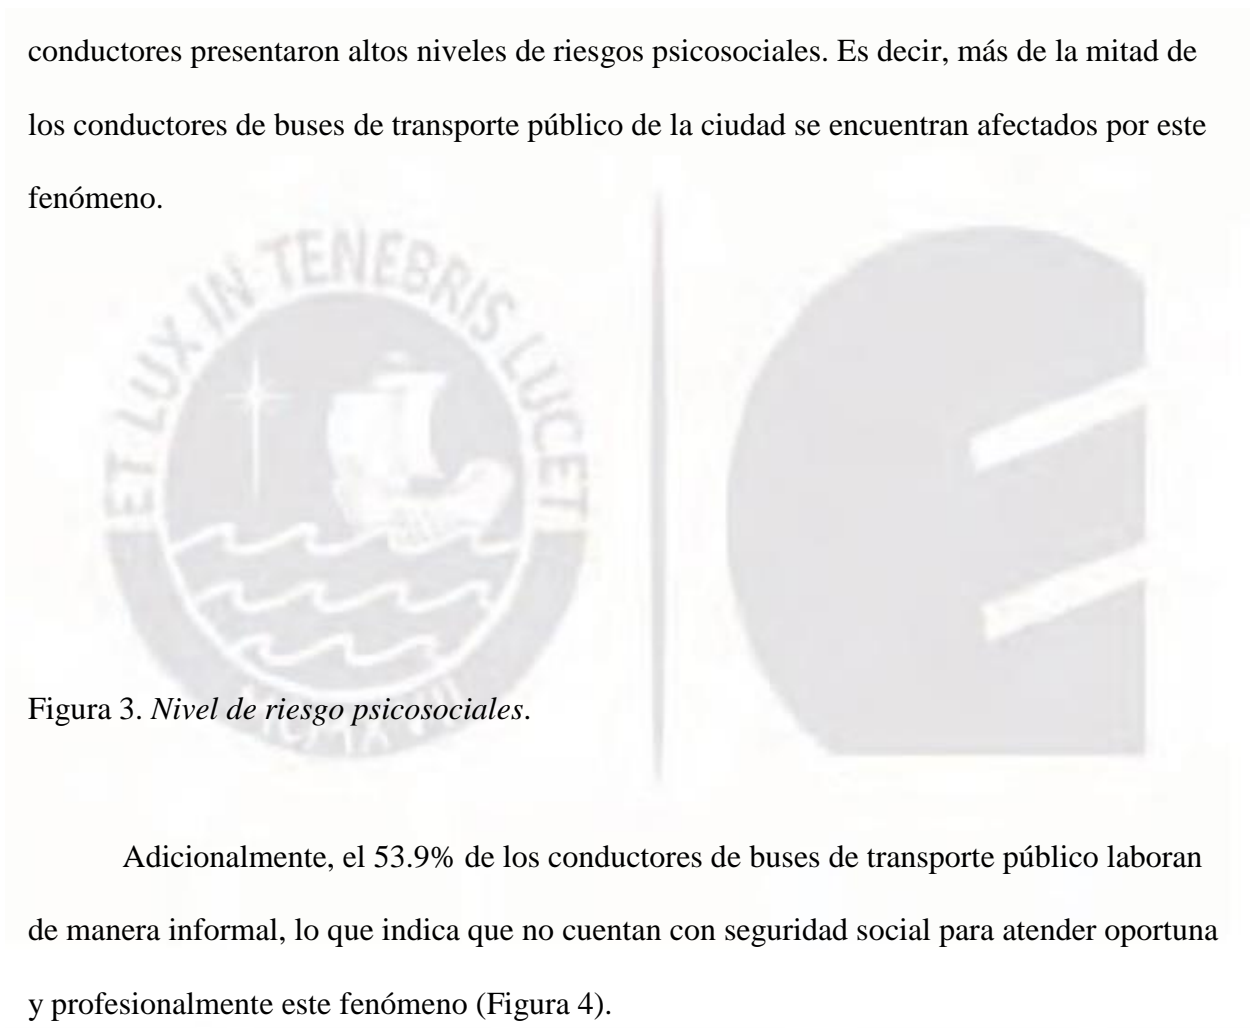 conductores presentaron altos niveles de riesgos psicosociales. Es decir, más de la mitad de
los conductores de buses de transporte público de la ciudad se encuentran afectados por este
fenómeno.
ET LUX IN TENEBRIS LUCET
Figura 3. Nivel de riesgo psicosociales.
Adicionalmente, el 53.9% de los conductores de buses de transporte público laboran
de manera informal, lo que indica que no cuentan con seguridad social para atender oportuna
y profesionalmente este fenómeno (Figura 4).